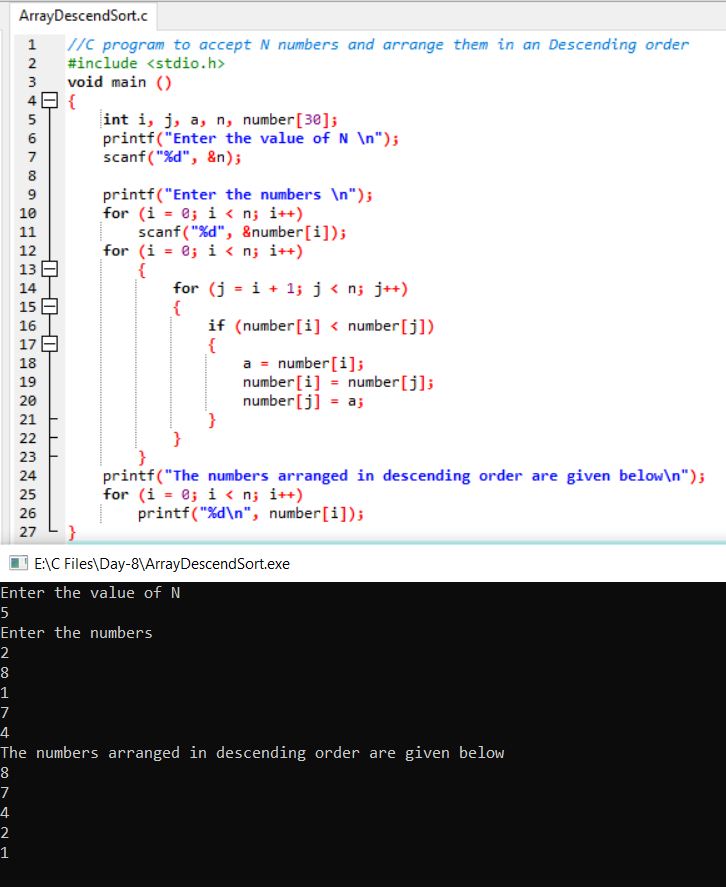 ArrayDescendSort.c
1 //C program to accept N numbers and arrange them in an Descending order
2 #include <stdio.h>
3 void main ()
4 {
5 int i, j, a, n, number[30];
6 printf("Enter the value of N \n");
7 scanf("%d", &n);
8
9 printf("Enter the numbers \n");
10 for (i = 0; i < n; i++)
11 scanf("%d", &number[i]);
12 for (i = 0; i < n; i++)
13 {
14 for (j = i + 1; j < n; j++)
15 {
16 if (number[i] < number[j])
17 {
18 a = number[i];
19 number[i] = number[j];
20 number[j] = a;
21 }
22 }
23 }
24 printf("The numbers arranged in descending order are given below\n");
25 for (i = 0; i < n; i++)
26 printf("%d\n", number[i]);
27 }
E:\C Files\Day-8\ArrayDescendSort.exe
Enter the value of N
5
Enter the numbers
2
8
1
7
4
The numbers arranged in descending order are given below
8
7
4
2
1